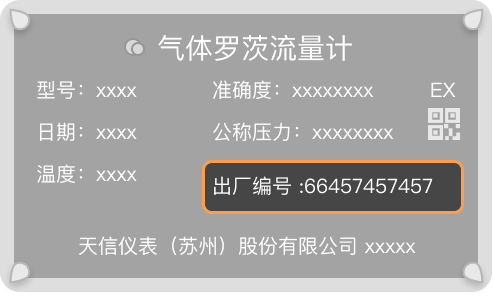 气体罗茨流量计
型号：xxxx 准确度：xxxxxxxx EX
日期：xxxx 公称压力：xxxxxxxx
温度：xxxx 出厂编号 :66457457457
天信仪表（苏州）股份有限公司 xxxxx